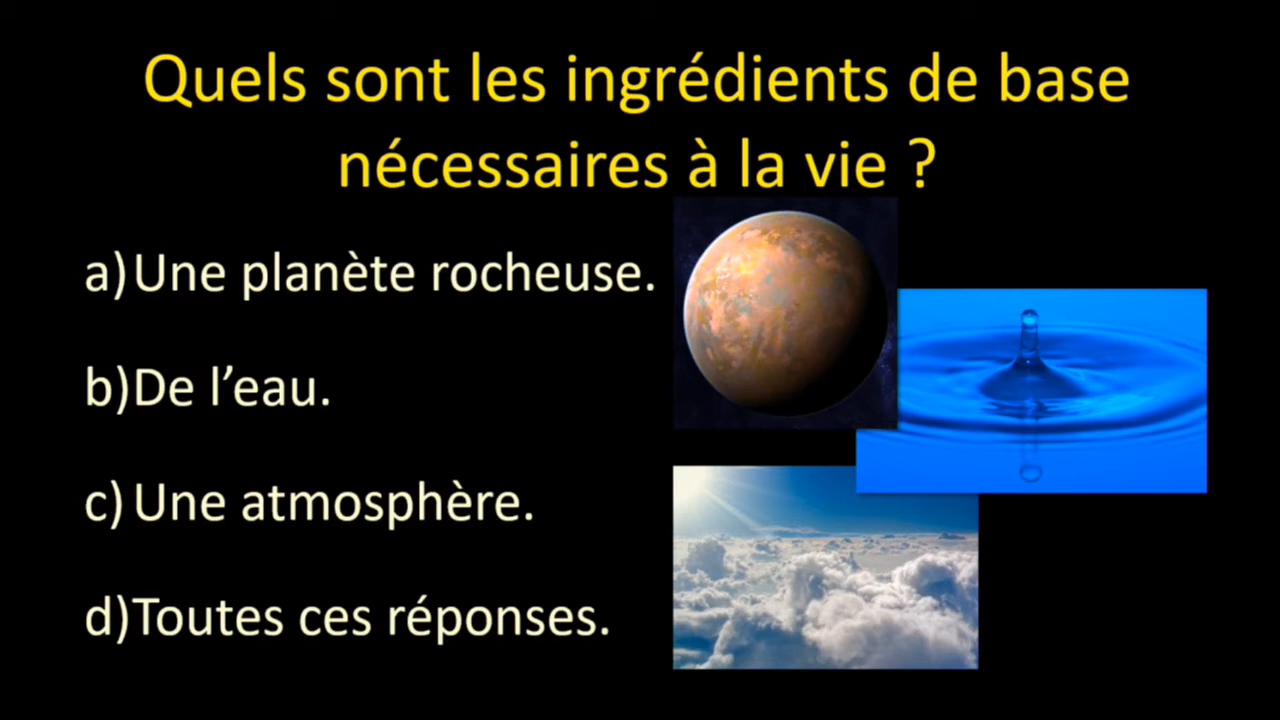 Quels sont les ingrédients de base
nécessaires à la vie ?
a) Une planète rocheuse.
b) De l’eau.
c) Une atmosphère.
d) Toutes ces réponses.